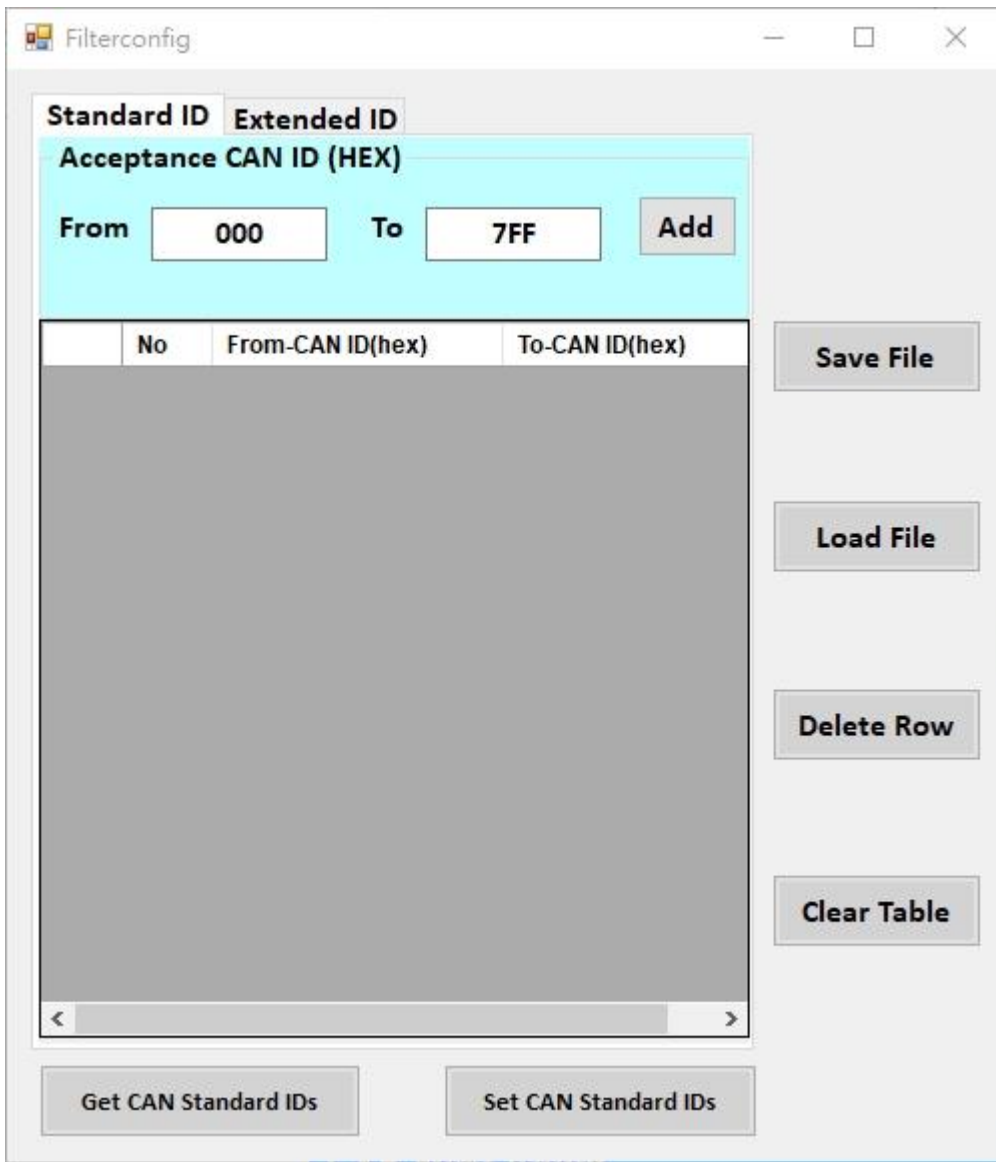 Filterconfig
Standard ID Extended ID
Acceptance CAN ID (HEX)
From 000 To 7FF Add
No From-CAN ID(hex) To-CAN ID(hex)
Save File
Load File
Delete Row
Clear Table
Get CAN Standard IDs Set CAN Standard IDs